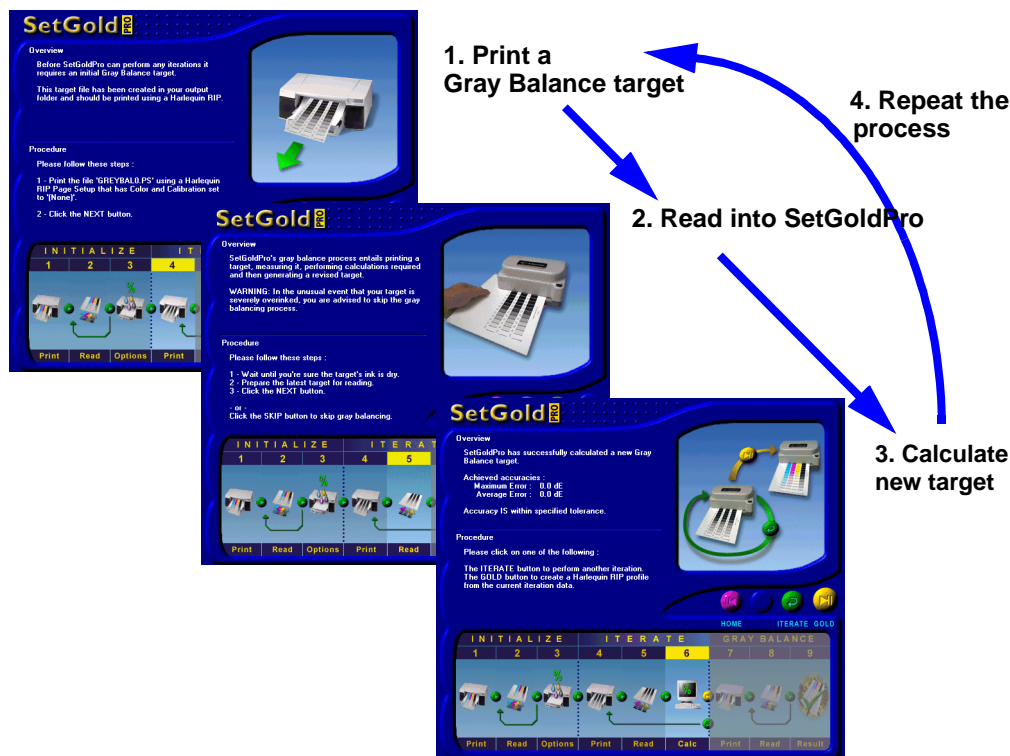 SetGold PRO
Overview
Before SetGoldPro can perform any iterations it
requires an initial Gray Balance target.
This target file has been created in your output
folder and should be printed using a Harlequin RIP.
Procedure
Please follow these steps :
1 - Print the file 'GREYBAL0.PS' using a Harlequin
RIP Page Setup that has Color and Calibration set
to '(None)'.
2 - Click the NEXT button.
INITIALIZE IT
1 2 3 4
%
Print Read Options Print
1. Print a
Gray Balance target
4. Repeat the
process
2. Read into SetGoldPro
3. Calculate
new target
SetGold PRO
Overview
SetGoldPro's gray balance process entails printing a
target, measuring it, performing calculations required
and then generating a revised target.
WARNING: In the unusual event that your target is
severely overinked, you are advised to skip the gray
balancing process.
Procedure
Please follow these steps :
1 - Wait until you're sure the target's ink is dry.
2 - Prepare the latest target for reading.
3 - Click the NEXT button.
- or -
Click the SKIP button to skip gray balancing.
INITIALIZE ITERAT
1 2 3 4 5
%
Print Read Options Print Read
SetGold PRO
Overview
SetGoldPro has successfully calculated a new Gray
Balance target.
Achieved accuracies :
Maximum Error : 0.0 dE
Average Error : 0.0 dE
Accuracy IS within specified tolerance.
Procedure
Please click on one of the following :
The ITERATE button to perform another iteration.
The GOLD button to create a Harlequin RIP profile
from the current iteration data.
HOME ITERATE GOLD
INITIALIZE ITERATE GRAY BALANCE
1 2 3 4 5 6 7 8 9
% %
Print Read Options Print Read Calc Print Read Result